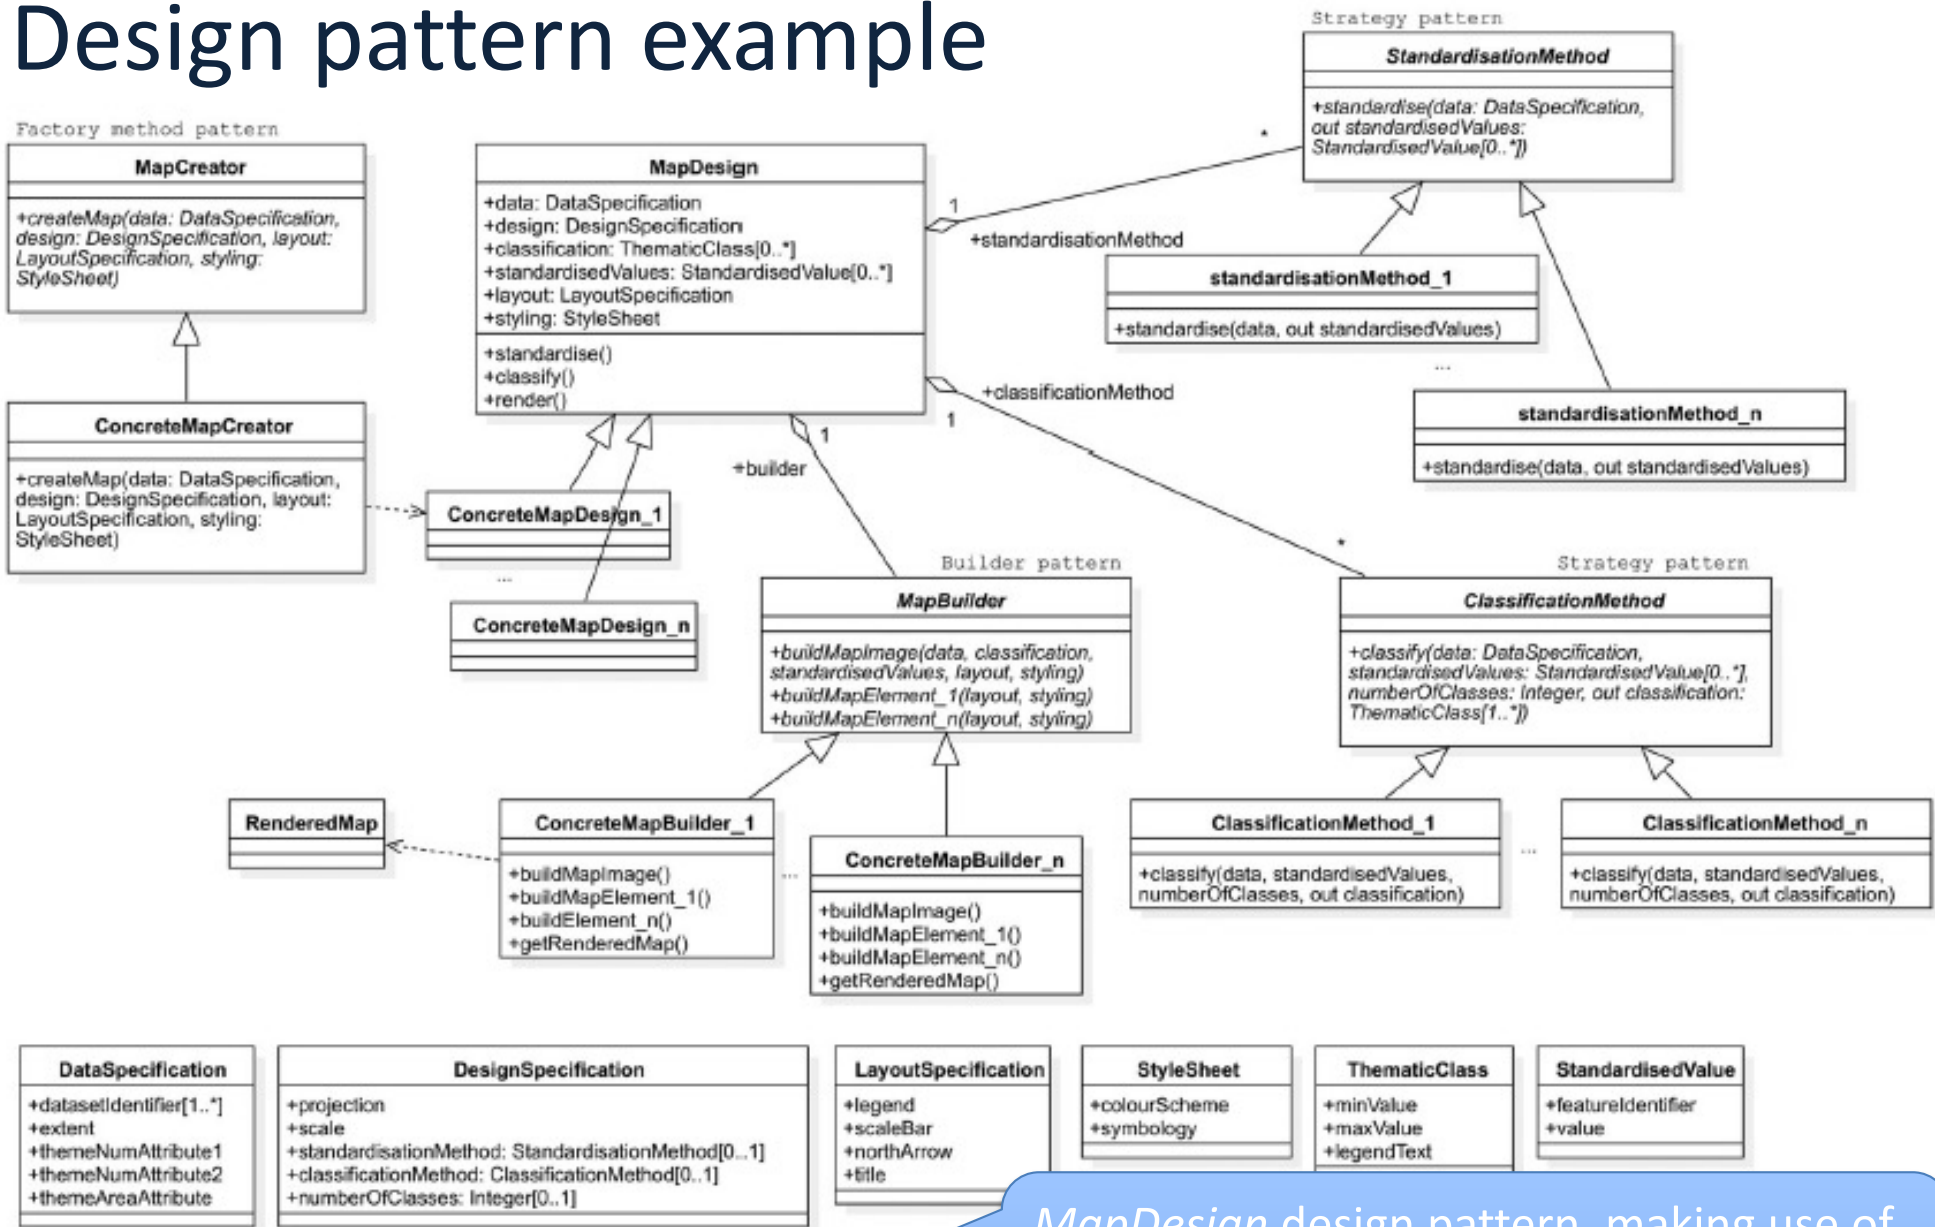 Design pattern example
Factory method pattern
MapCreator
+createMap(data: DataSpecification,
design: DesignSpecification, layout:
LayoutSpecification, styling:
StyleSheet)
ConcreteMapCreator
+createMap(data: DataSpecification,
design: DesignSpecification, layout:
LayoutSpecification, styling:
StyleSheet)
MapDesign
+data: DataSpecification
+design: DesignSpecification
+classification: ThematicClass[0..*]
+standardisedValues: StandardisedValue[0..*]
+layout: LayoutSpecification
+styling: StyleSheet
+standardise()
+classify()
+render()
1
+standardisationMethod
*
+classificationMethod
1
*
1
+builder
ConcreteMapDesign_1
...
ConcreteMapDesign_n
Strategy pattern
StandardisationMethod
+standardise(data: DataSpecification,
out standardisedValues:
StandardisedValue[0..*])
standardisationMethod_1
+standardise(data, out standardisedValues)
...
standardisationMethod_n
+standardise(data, out standardisedValues)
Builder pattern
MapBuilder
+buildMapImage(data, classification,
standardisedValues, layout, styling)
+buildMapElement_1(layout, styling)
+buildMapElement_n(layout, styling)
Strategy pattern
ClassificationMethod
+classify(data: DataSpecification,
standardisedValues: StandardisedValue[0..*],
numberOfClasses: Integer, out classification:
ThematicClass[1..*])
RenderedMap
ConcreteMapBuilder_1
+buildMapImage()
+buildMapElement_1()
+buildElement_n()
+getRenderedMap()
...
ConcreteMapBuilder_n
+buildMapImage()
+buildMapElement_1()
+buildMapElement_n()
+getRenderedMap()
ClassificationMethod_1
+classify(data, standardisedValues,
numberOfClasses, out classification)
...
ClassificationMethod_n
+classify(data, standardisedValues,
numberOfClasses, out classification)
DataSpecification
+datasetIdentifier[1..*]
+extent
+themeNumAttribute1
+themeNumAttribute2
+themeAreaAttribute
DesignSpecification
+projection
+scale
+standardisationMethod: StandardisationMethod[0..1]
+classificationMethod: ClassificationMethod[0..1]
+numberOfClasses: Integer[0..1]
LayoutSpecification
+legend
+scaleBar
+northArrow
+title
StyleSheet
+colourScheme
+symbology
ThematicClass
+minValue
+maxValue
+legendText
StandardisedValue
+featureIdentifier
+value
MapDesign design pattern, making use of